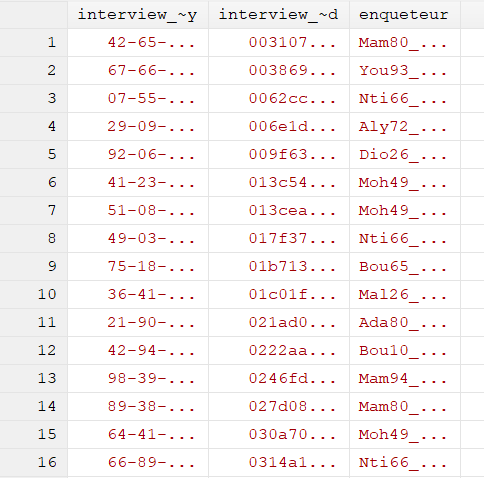 interview_~y interview_~d enqueteur
1 42-65-... 003107... Mam80_...
2 67-66-... 003869... You93_...
3 07-55-... 0062cc... Nti66_...
4 29-09-... 006e1d... Aly72_...
5 92-06-... 009f63... Dio26_...
6 41-23-... 013c54... Moh49_...
7 51-08-... 013cea... Moh49_...
8 49-03-... 017f37... Nti66_...
9 75-18-... 01b713... Bou65_...
10 36-41-... 01c01f... Mal26_...
11 21-90-... 021ad0... Ada80_...
12 42-94-... 0222aa... Bou10_...
13 98-39-... 0246fd... Mam94_...
14 89-38-... 027d08... Mam80_...
15 64-41-... 030a70... Moh49_...
16 66-89-... 0314a1... Nti66_...